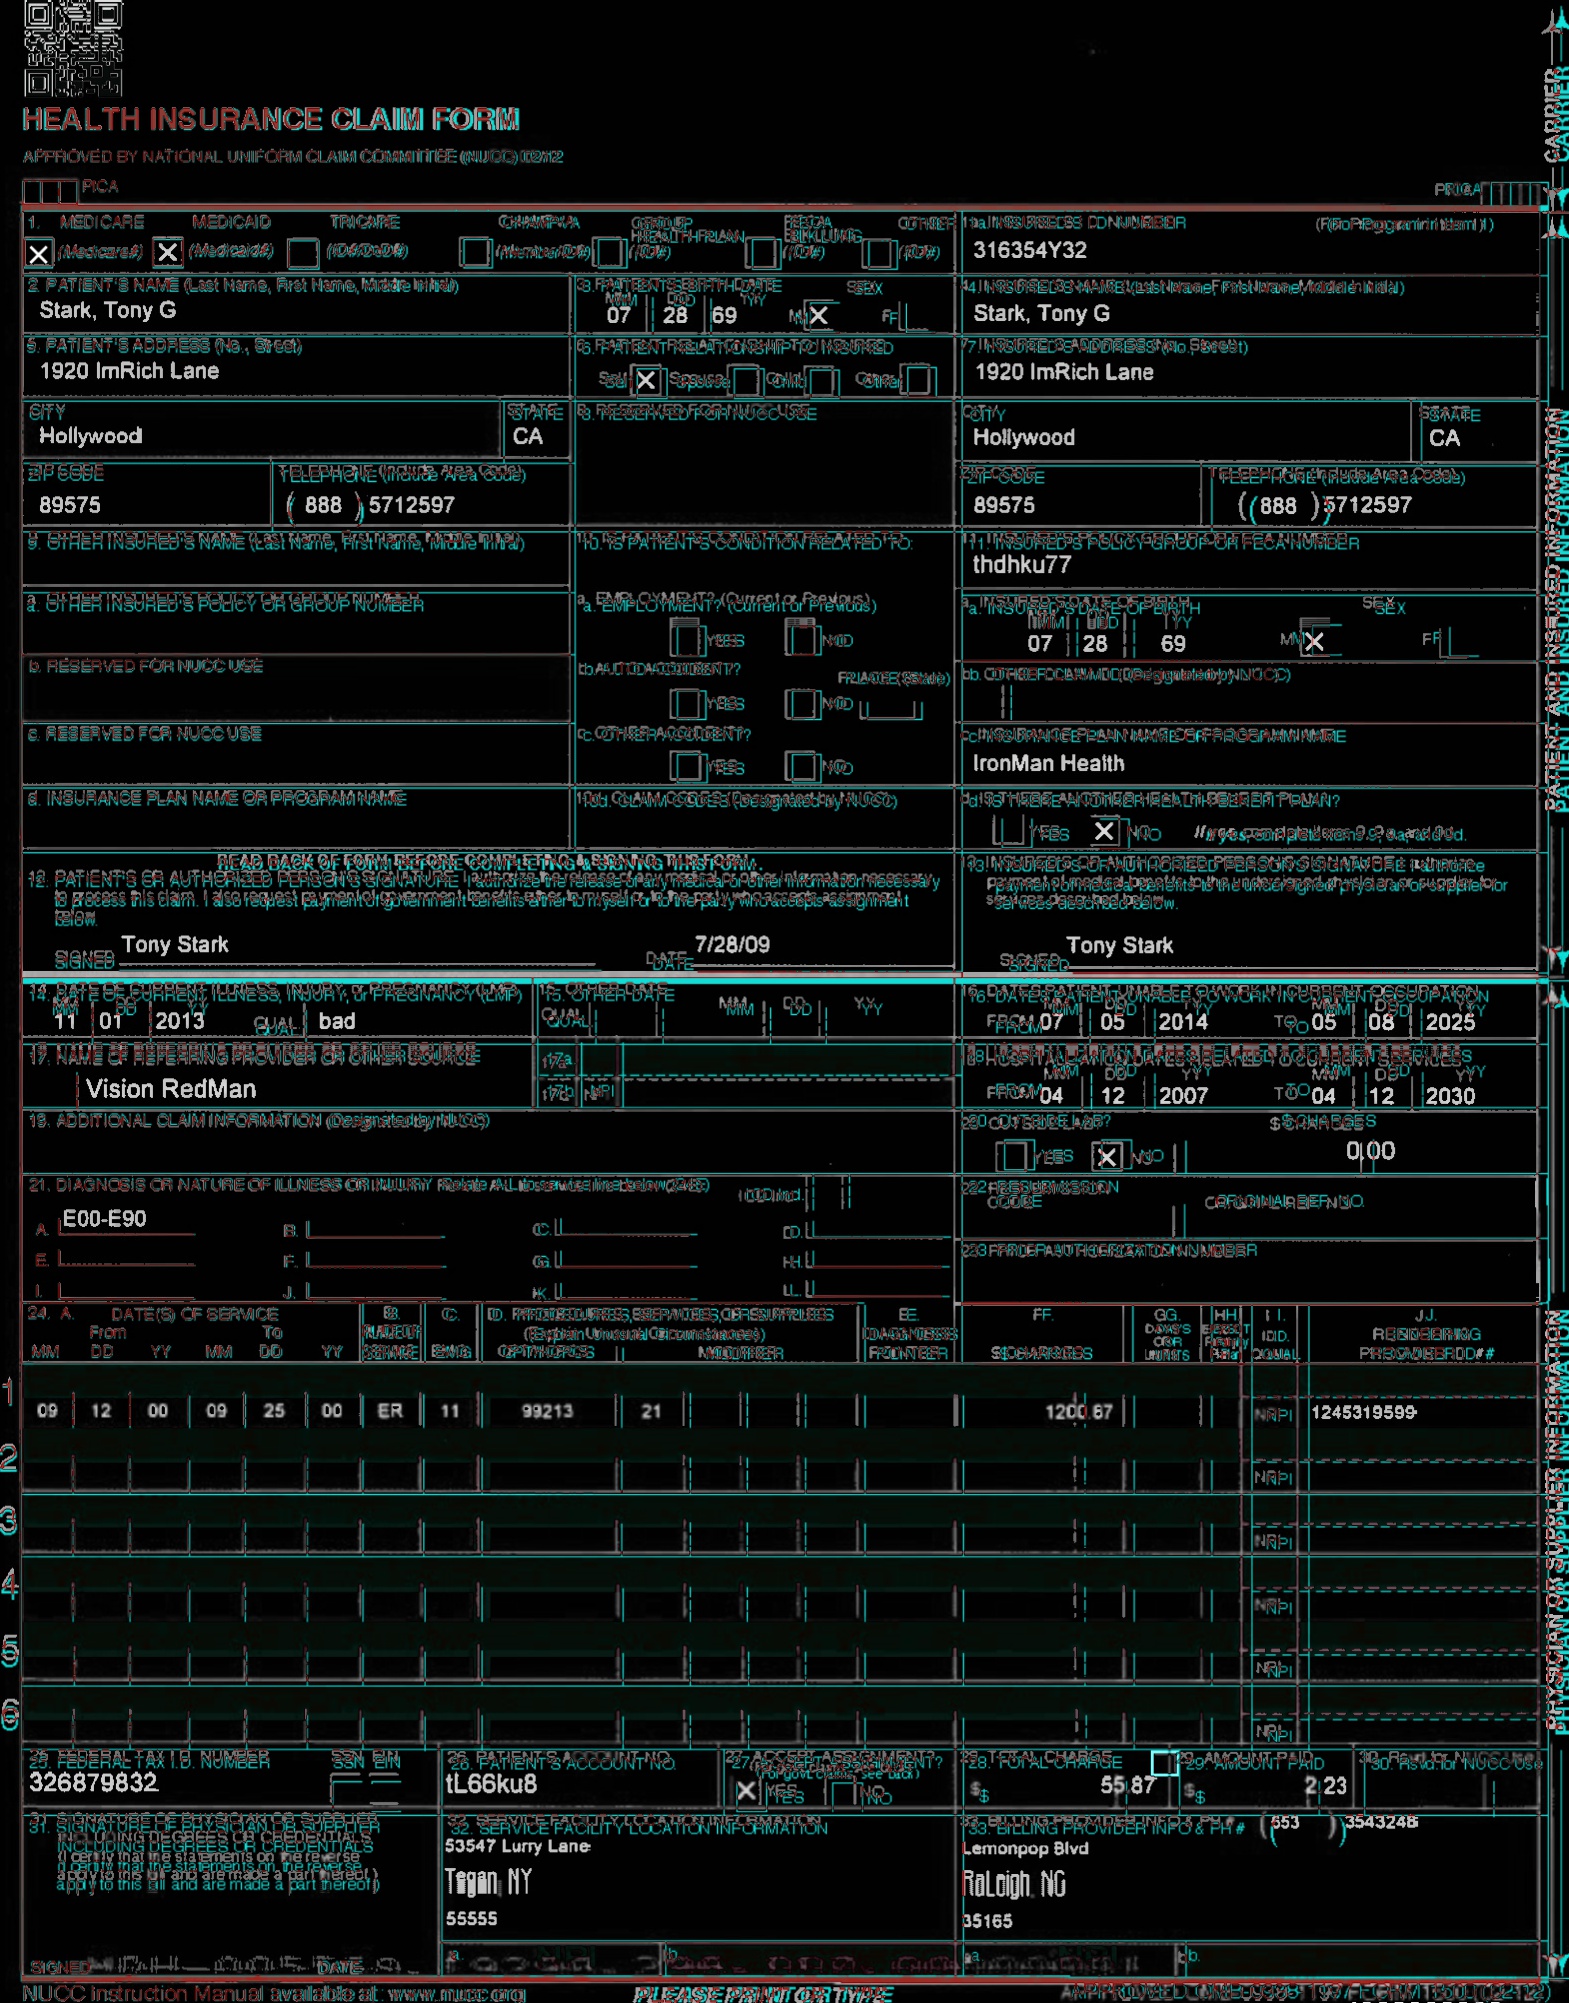 HEALTH INSURANCE CLAIM FORM
APPROVED BY NATIONAL UNIFORM CLAIM COMMITTEE (NUCC) 02/12
PICA
PICA
CARRIER
1. MEDICARE MEDICAID TRICARE CHAMPVA GROUP HEALTH PLAN FECA BLK LUNG OTHER
(Medicare#) (Medicaid#) (ID#/DoD#) (Member ID#) (ID#) (ID#) (ID#)
1a. INSURED'S I.D. NUMBER (For Program in Item 1)
316354Y32
2. PATIENT'S NAME (Last Name, First Name, Middle Initial)
Stark, Tony G
3. PATIENT'S BIRTH DATE SEX
MM DD YY
07 28 69 M X F
4. INSURED'S NAME (Last Name, First Name, Middle Initial)
Stark, Tony G
5. PATIENT'S ADDRESS (No., Street)
1920 ImRich Lane
6. PATIENT RELATIONSHIP TO INSURED
Self X Spouse Child Other
7. INSURED'S ADDRESS (No., Street)
1920 ImRich Lane
CITY STATE
Hollywood CA
8. RESERVED FOR NUCC USE
CITY STATE
Hollywood CA
ZIP CODE TELEPHONE (Include Area Code)
89575 ( 888 ) 5712597
ZIP CODE TELEPHONE (Include Area Code)
89575 ( 888 ) 5712597
PATIENT AND INSURED INFORMATION
9. OTHER INSURED'S NAME (Last Name, First Name, Middle Initial)
10. IS PATIENT'S CONDITION RELATED TO:
11. INSURED'S POLICY GROUP OR FECA NUMBER
thdhku77
a. OTHER INSURED'S POLICY OR GROUP NUMBER
a. EMPLOYMENT? (Current or Previous)
YES NO
a. INSURED'S DATE OF BIRTH SEX
MM DD YY
07 28 69 M X F
b. RESERVED FOR NUCC USE
b. AUTO ACCIDENT? PLACE (State)
YES NO
b. OTHER CLAIM ID (Designated by NUCC)
c. RESERVED FOR NUCC USE
c. OTHER ACCIDENT?
YES NO
c. INSURANCE PLAN NAME OR PROGRAM NAME
IronMan Health
d. INSURANCE PLAN NAME OR PROGRAM NAME
10d. CLAIM CODES (Designated by NUCC)
d. IS THERE ANOTHER HEALTH BENEFIT PLAN?
YES X NO If yes, complete items 9, 9a, and 9d.
READ BACK OF FORM BEFORE COMPLETING & SIGNING THIS FORM.
12. PATIENT'S OR AUTHORIZED PERSON'S SIGNATURE I authorize the release of any medical or other information necessary
to process this claim. I also request payment of government benefits either to myself or to the party who accepts assignment
below.
SIGNED Tony Stark DATE 7/28/09
13. INSURED'S OR AUTHORIZED PERSON'S SIGNATURE I authorize
payment of medical benefits to the undersigned physician or supplier for
services described below.
SIGNED Tony Stark
14. DATE OF CURRENT ILLNESS, INJURY, or PREGNANCY (LMP)
MM DD YY
11 01 2013 QUAL. bad
15. OTHER DATE
QUAL. MM DD YY
16. DATES PATIENT UNABLE TO WORK IN CURRENT OCCUPATION
MM DD YY MM DD YY
FROM 07 05 2014 TO 05 08 2025
17. NAME OF REFERRING PROVIDER OR OTHER SOURCE
Vision RedMan
17a.
17b. NPI
18. HOSPITALIZATION DATES RELATED TO CURRENT SERVICES
MM DD YY MM DD YY
FROM 04 12 2007 TO 04 12 2030
19. ADDITIONAL CLAIM INFORMATION (Designated by NUCC)
20. OUTSIDE LAB? $ CHARGES
YES X NO 0.00
21. DIAGNOSIS OR NATURE OF ILLNESS OR INJURY Relate A-L to service line below (24E) ICD Ind.
A. E00-E90 B. C. D.
E. F. G. H.
I. J. K. L.
22. RESUBMISSION CODE ORIGINAL REF. NO.
23. PRIOR AUTHORIZATION NUMBER
24. A. DATE(S) OF SERVICE B. C. D. PROCEDURES, SERVICES, OR SUPPLIES E. F. G. H. I. J.
From To PLACE OF (Explain Unusual Circumstances) DIAGNOSIS DAYS OR EPSDT Family ID. RENDERING
MM DD YY MM DD YY SERVICE EMG CPT/HCPCS MODIFIER POINTER $ CHARGES UNITS Plan QUAL. PROVIDER ID. #
1
09 12 00 09 25 00 ER 11 99213 21 1200.67 NPI 1245319599
2
NPI
3
NPI
4
NPI
5
NPI
6
NPI
PHYSICIAN OR SUPPLIER INFORMATION
25. FEDERAL TAX I.D. NUMBER SSN EIN
326879832
26. PATIENT'S ACCOUNT NO.
tL66ku8
27. ACCEPT ASSIGNMENT?
(For govt. claims, see back)
X YES NO
28. TOTAL CHARGE
$ 55.87
29. AMOUNT PAID
$ 2.23
30. Rsvd for NUCC Use
31. SIGNATURE OF PHYSICIAN OR SUPPLIER
INCLUDING DEGREES OR CREDENTIALS
(I certify that the statements on the reverse
apply to this bill and are made a part thereof.)
SIGNED DATE
32. SERVICE FACILITY LOCATION INFORMATION
53547 Lurry Lane
Tegan, NY
55555
a. b.
33. BILLING PROVIDER INFO & PH # ( 553 ) 3543246
Lemonpop Blvd
RaLeigh, NC
35165
a. b.
NUCC Instruction Manual available at: www.nucc.org
PLEASE PRINT OR TYPE